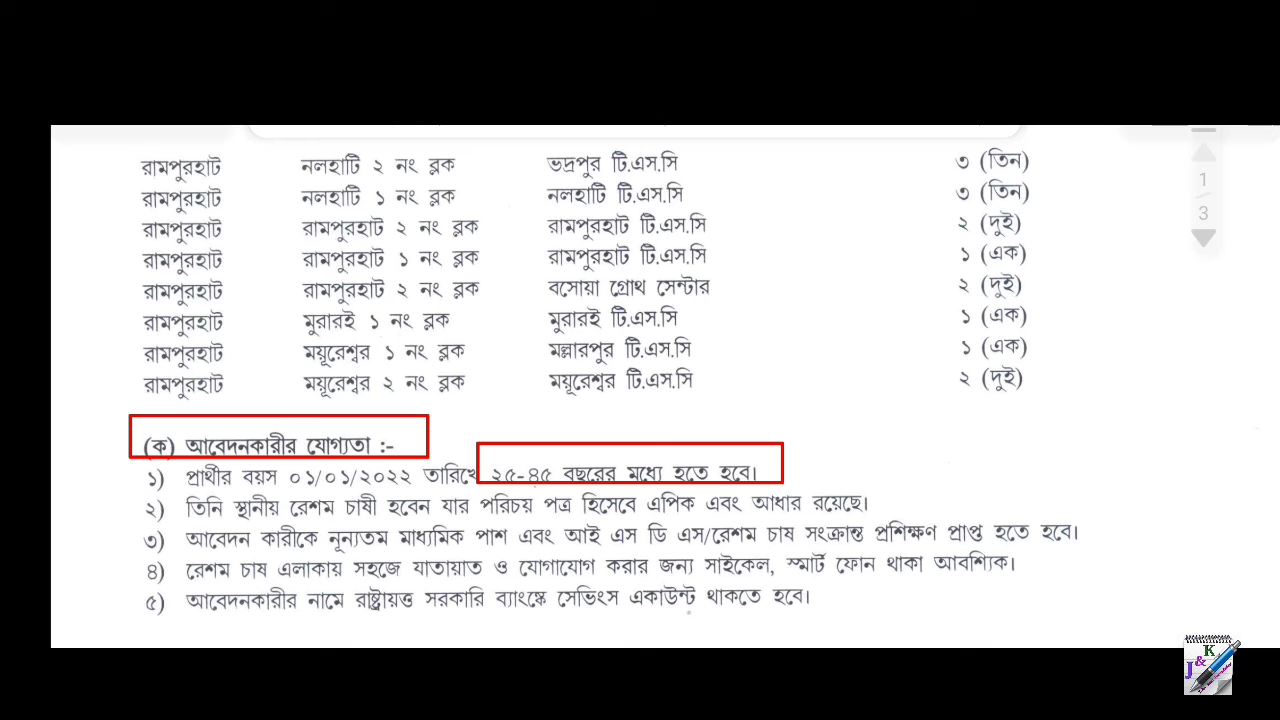 রামপুরহাট নলহাটি ২ নং ব্লক ভদ্রপুর টি.এস.সি ৩ (তিন)
রামপুরহাট নলহাটি ১ নং ব্লক নলহাটি টি.এস.সি ৩ (তিন)
রামপুরহাট রামপুরহাট ২ নং ব্লক রামপুরহাট টি.এস.সি ২ (দুই)
রামপুরহাট রামপুরহাট ১ নং ব্লক রামপুরহাট টি.এস.সি ১ (এক)
রামপুরহাট রামপুরহাট ২ নং ব্লক বসোয়া গ্রোথ সেন্টার ২ (দুই)
রামপুরহাট মুরারই ১ নং ব্লক মুরারই টি.এস.সি ১ (এক)
রামপুরহাট ময়ূরেশ্বর ১ নং ব্লক মল্লারপুর টি.এস.সি ১ (এক)
রামপুরহাট ময়ূরেশ্বর ২ নং ব্লক ময়ূরেশ্বর টি.এস.সি ২ (দুই)
(ক) আবেদনকারীর যোগ্যতা :-
১) প্রার্থীর বয়স ০১/০১/২০২২ তারিখে ২৫-৪৫ বছরের মধ্যে হতে হবে।
২) তিনি স্থানীয় রেশম চাষী হবেন যার পরিচয় পত্র হিসেবে এপিক এবং আধার রয়েছে।
৩) আবেদন কারীকে নূন্যতম মাধ্যমিক পাশ এবং আই এস ডি এস/রেশম চাষ সংক্রান্ত প্রশিক্ষণ প্রাপ্ত হতে হবে।
৪) রেশম চাষ এলাকায় সহজে যাতায়াত ও যোগাযোগ করার জন্য সাইকেল, স্মার্ট ফোন থাকা আবশ্যিক।
৫) আবেদনকারীর নামে রাষ্ট্রায়ত্ত সরকারি ব্যাংঙ্কে সেভিংস একাউন্ট থাকতে হবে।
1
3
J&K